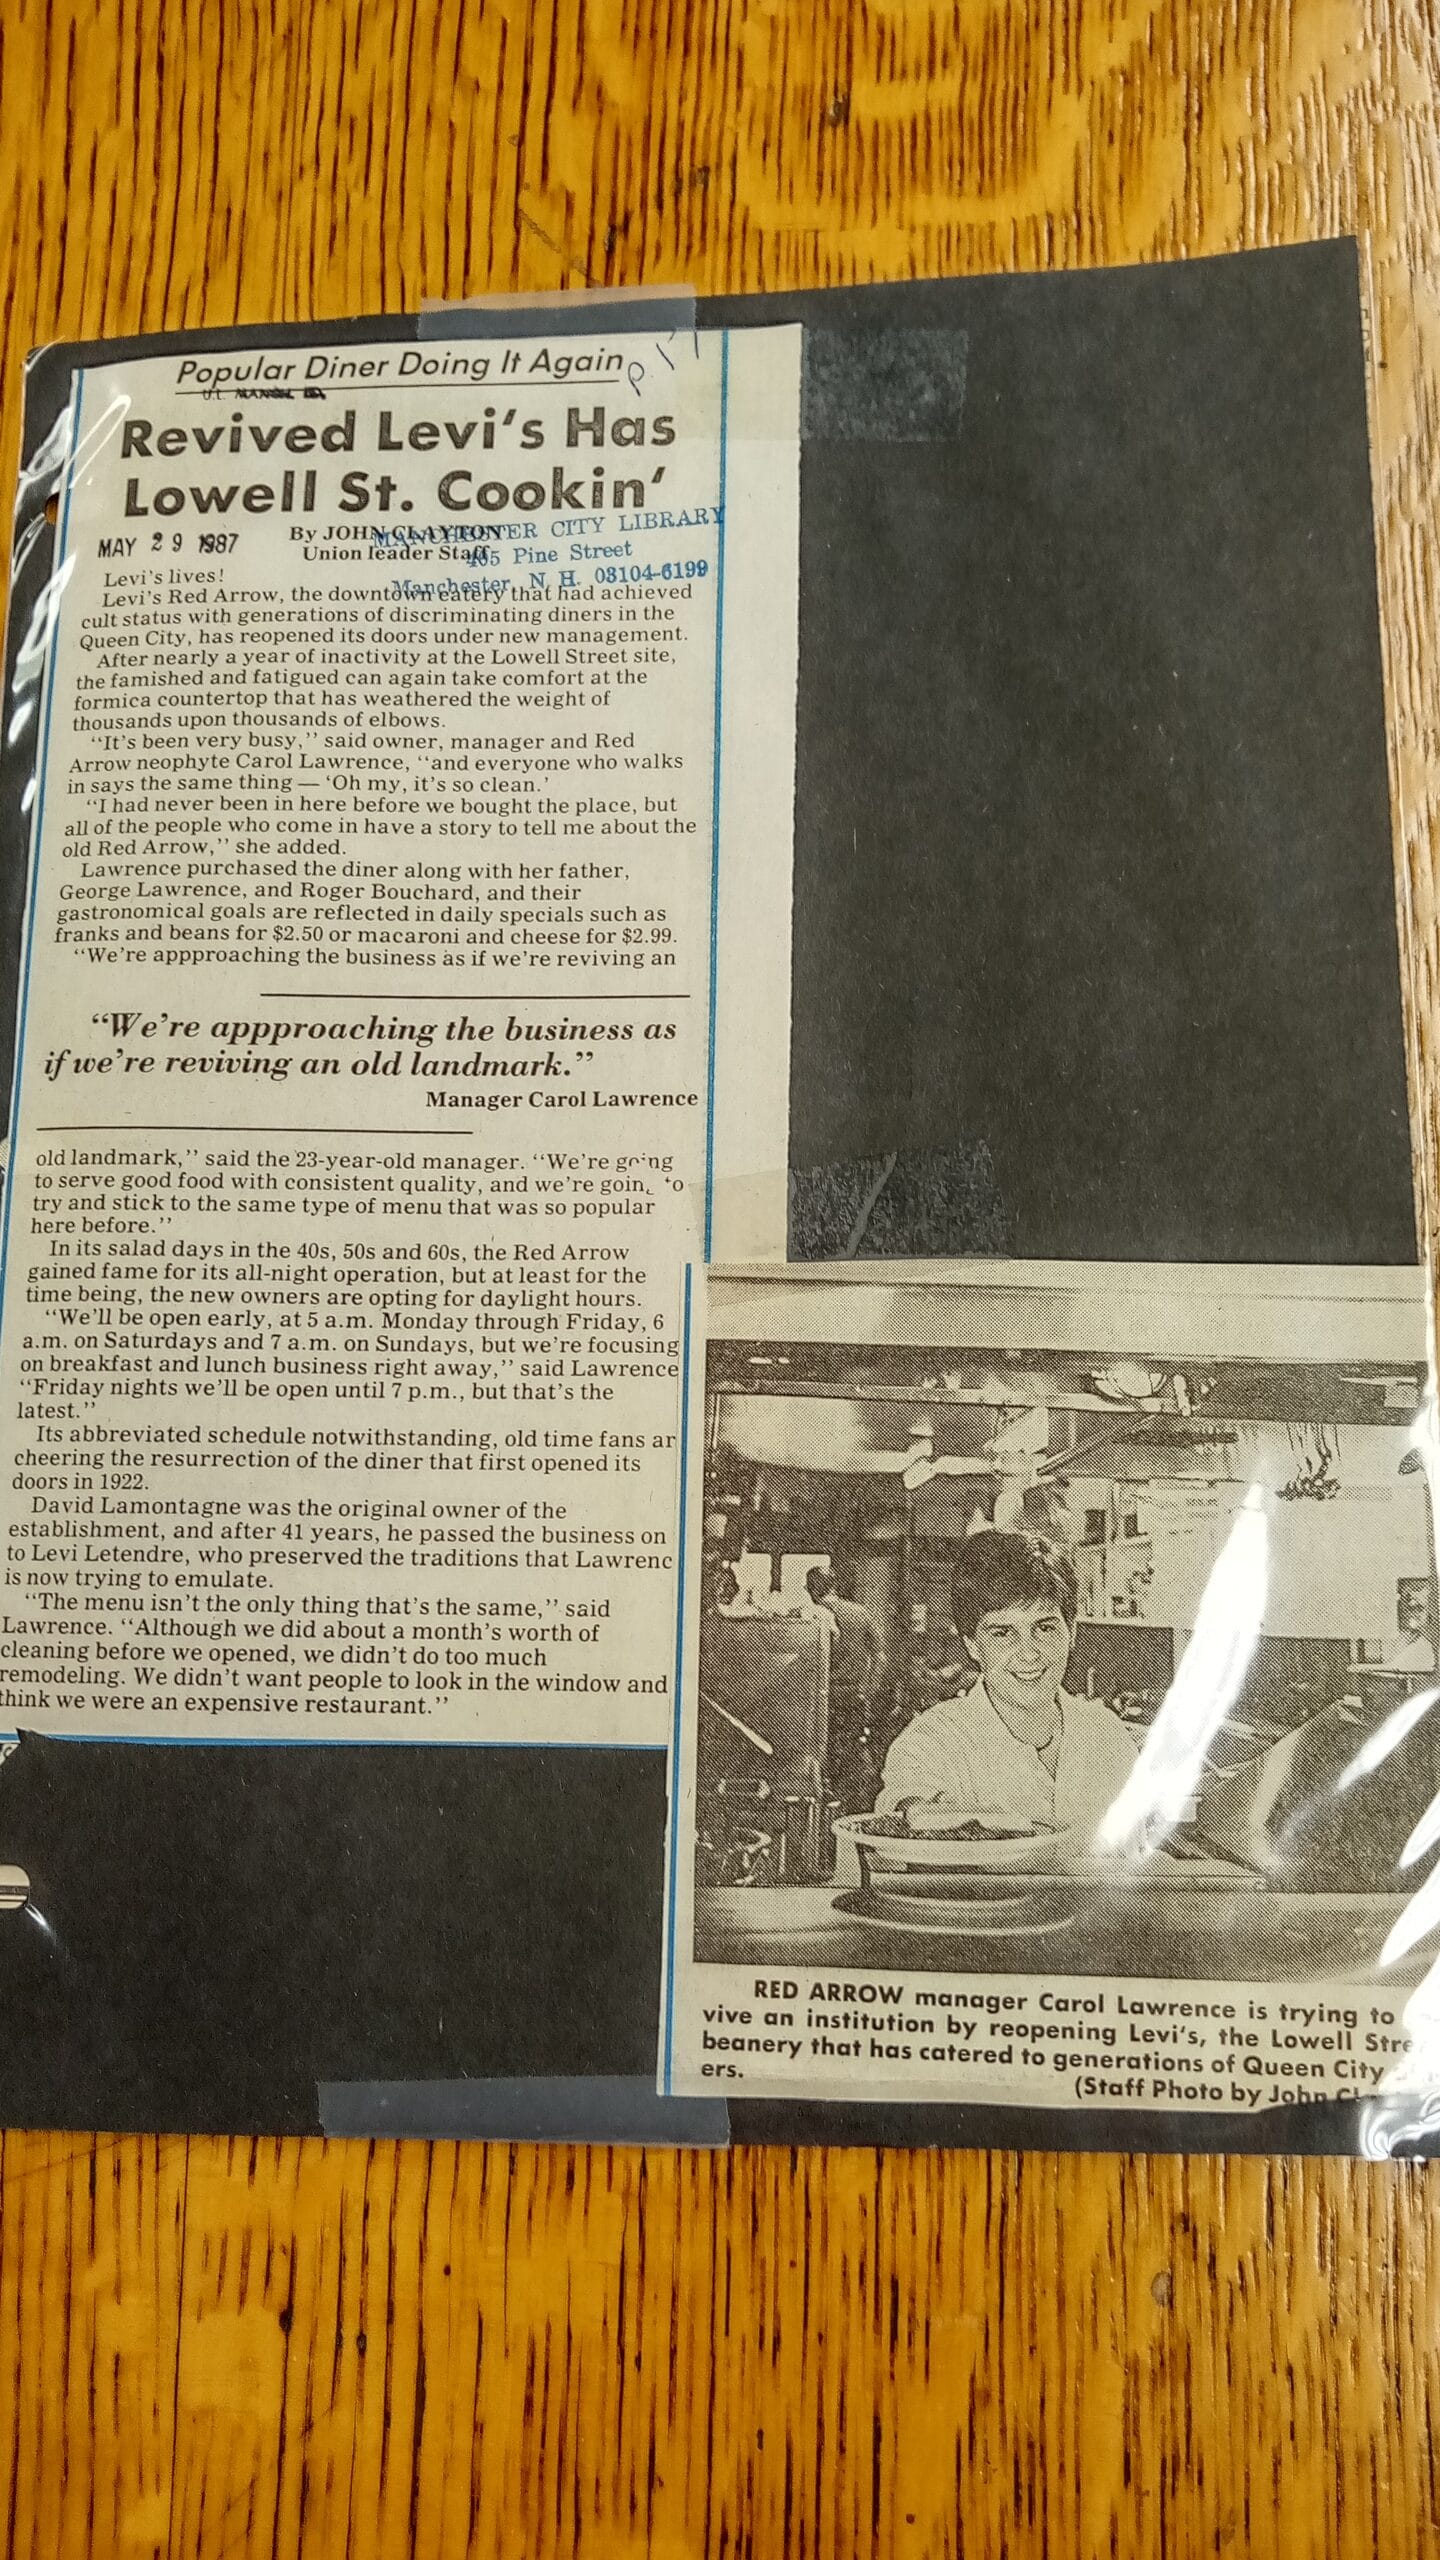 Popular Diner Doing It Again
p. 17
Revived Levi's Has
Lowell St. Cookin'
MAY 29 1987
By JOHN CLAYTON
Union leader Staff
MANCHESTER CITY LIBRARY
405 Pine Street
Manchester, N. H. 03104-6199
Levi's lives!
Levi's Red Arrow, the downtown eatery that had achieved
cult status with generations of discriminating diners in the
Queen City, has reopened its doors under new management.
After nearly a year of inactivity at the Lowell Street site,
the famished and fatigued can again take comfort at the
formica countertop that has weathered the weight of
thousands upon thousands of elbows.
“It's been very busy,” said owner, manager and Red
Arrow neophyte Carol Lawrence, “and everyone who walks
in says the same thing — ‘Oh my, it's so clean.’
“I had never been in here before we bought the place, but
all of the people who come in have a story to tell me about the
old Red Arrow,” she added.
Lawrence purchased the diner along with her father,
George Lawrence, and Roger Bouchard, and their
gastronomical goals are reflected in daily specials such as
franks and beans for $2.50 or macaroni and cheese for $2.99.
“We're appproaching the business as if we're reviving an
“We're appproaching the business as
if we're reviving an old landmark.”
Manager Carol Lawrence
old landmark,” said the 23-year-old manager. “We're going
to serve good food with consistent quality, and we're goin to
try and stick to the same type of menu that was so popular
here before.”
In its salad days in the 40s, 50s and 60s, the Red Arrow
gained fame for its all-night operation, but at least for the
time being, the new owners are opting for daylight hours.
“We'll be open early, at 5 a.m. Monday through Friday, 6
a.m. on Saturdays and 7 a.m. on Sundays, but we're focusing
on breakfast and lunch business right away,” said Lawrence
“Friday nights we'll be open until 7 p.m., but that's the
latest.”
Its abbreviated schedule notwithstanding, old time fans ar
cheering the resurrection of the diner that first opened its
doors in 1922.
David Lamontagne was the original owner of the
establishment, and after 41 years, he passed the business on
to Levi Letendre, who preserved the traditions that Lawrenc
is now trying to emulate.
“The menu isn't the only thing that's the same,” said
Lawrence. “Although we did about a month's worth of
cleaning before we opened, we didn't do too much
remodeling. We didn't want people to look in the window and
think we were an expensive restaurant.”
RED ARROW manager Carol Lawrence is trying to
vive an institution by reopening Levi's, the Lowell Stre
beanery that has catered to generations of Queen City
ers.
(Staff Photo by John